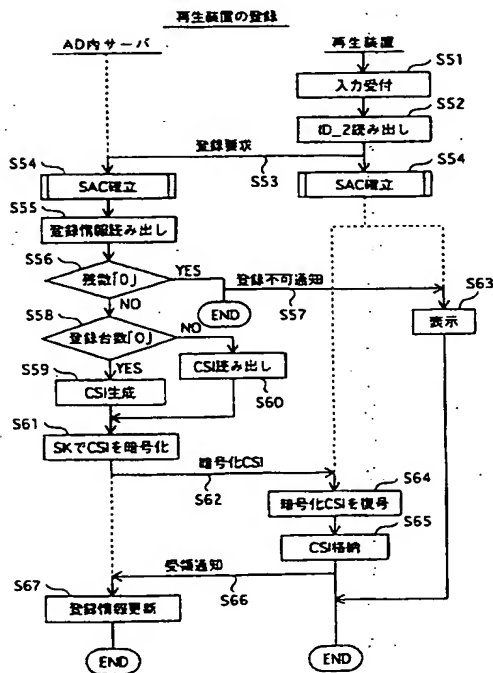 再生装置の登録
AD内サーバ
再生装置
S51
入力受付
S52
ID_2読み出し
登録要求
S53
S54
SAC確立
S54
SAC確立
S55
登録情報読み出し
S56
残数「0」
YES
登録不可通知
S57
END
NO
S63
表示
S58
登録台数「0」
NO
YES
S59
CSI生成
CSI読み出し
S60
S61
SKでCSIを暗号化
暗号化CSI
S62
S64
暗号化CSIを復号
S65
CSI格納
受領通知
S66
S67
登録情報更新
END
END